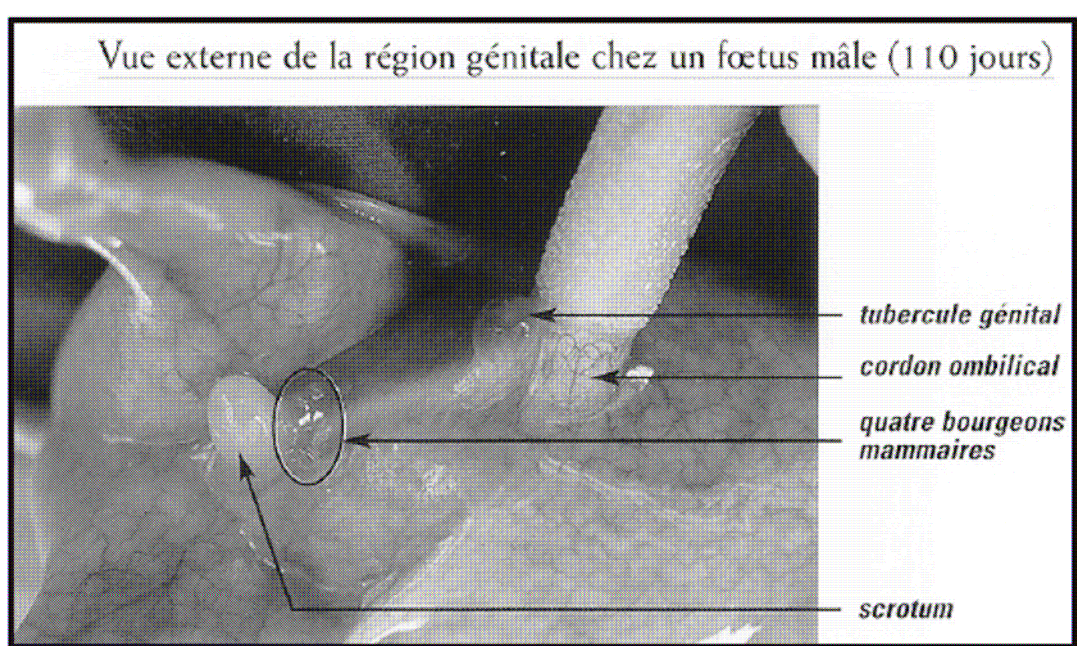 Vue externe de la région génitale chez un fœtus mâle (110 jours)
tubercule génital
cordon ombilical
quatre bourgeons
mammaires
scrotum